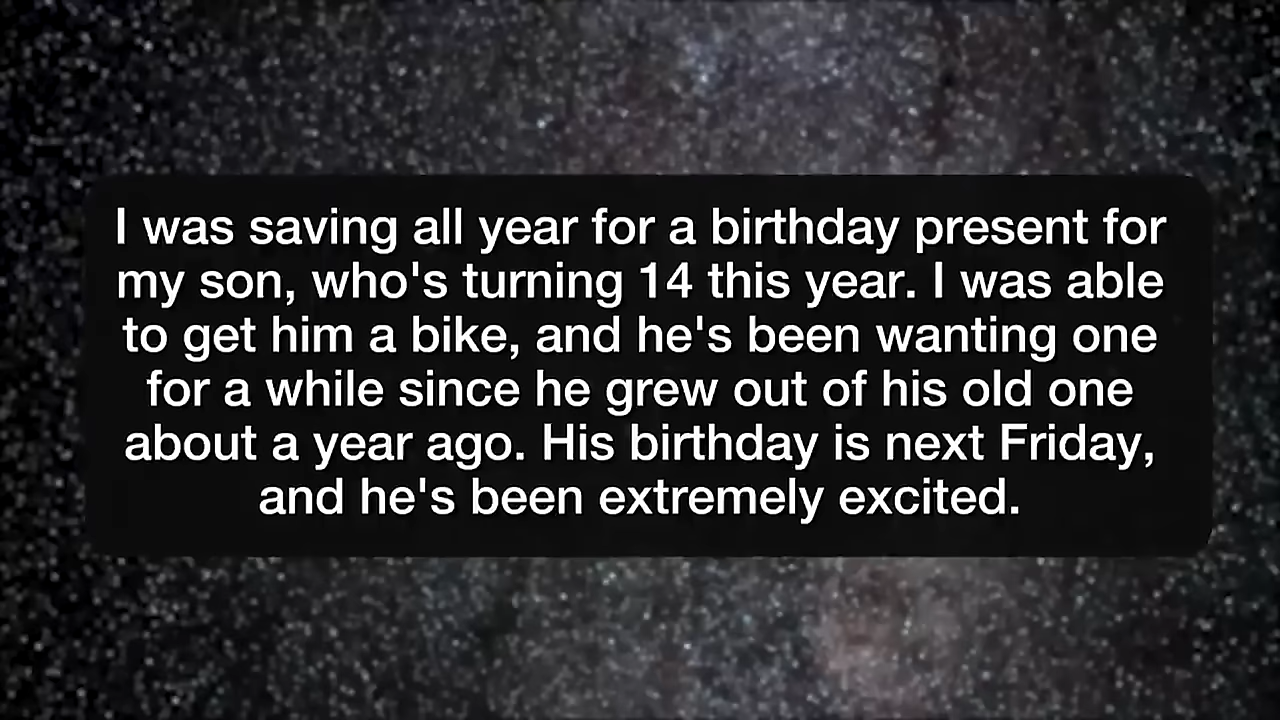 I was saving all year for a birthday present for
my son, who's turning 14 this year. I was able
to get him a bike, and he's been wanting one
for a while since he grew out of his old one
about a year ago. His birthday is next Friday,
and he's been extremely excited.